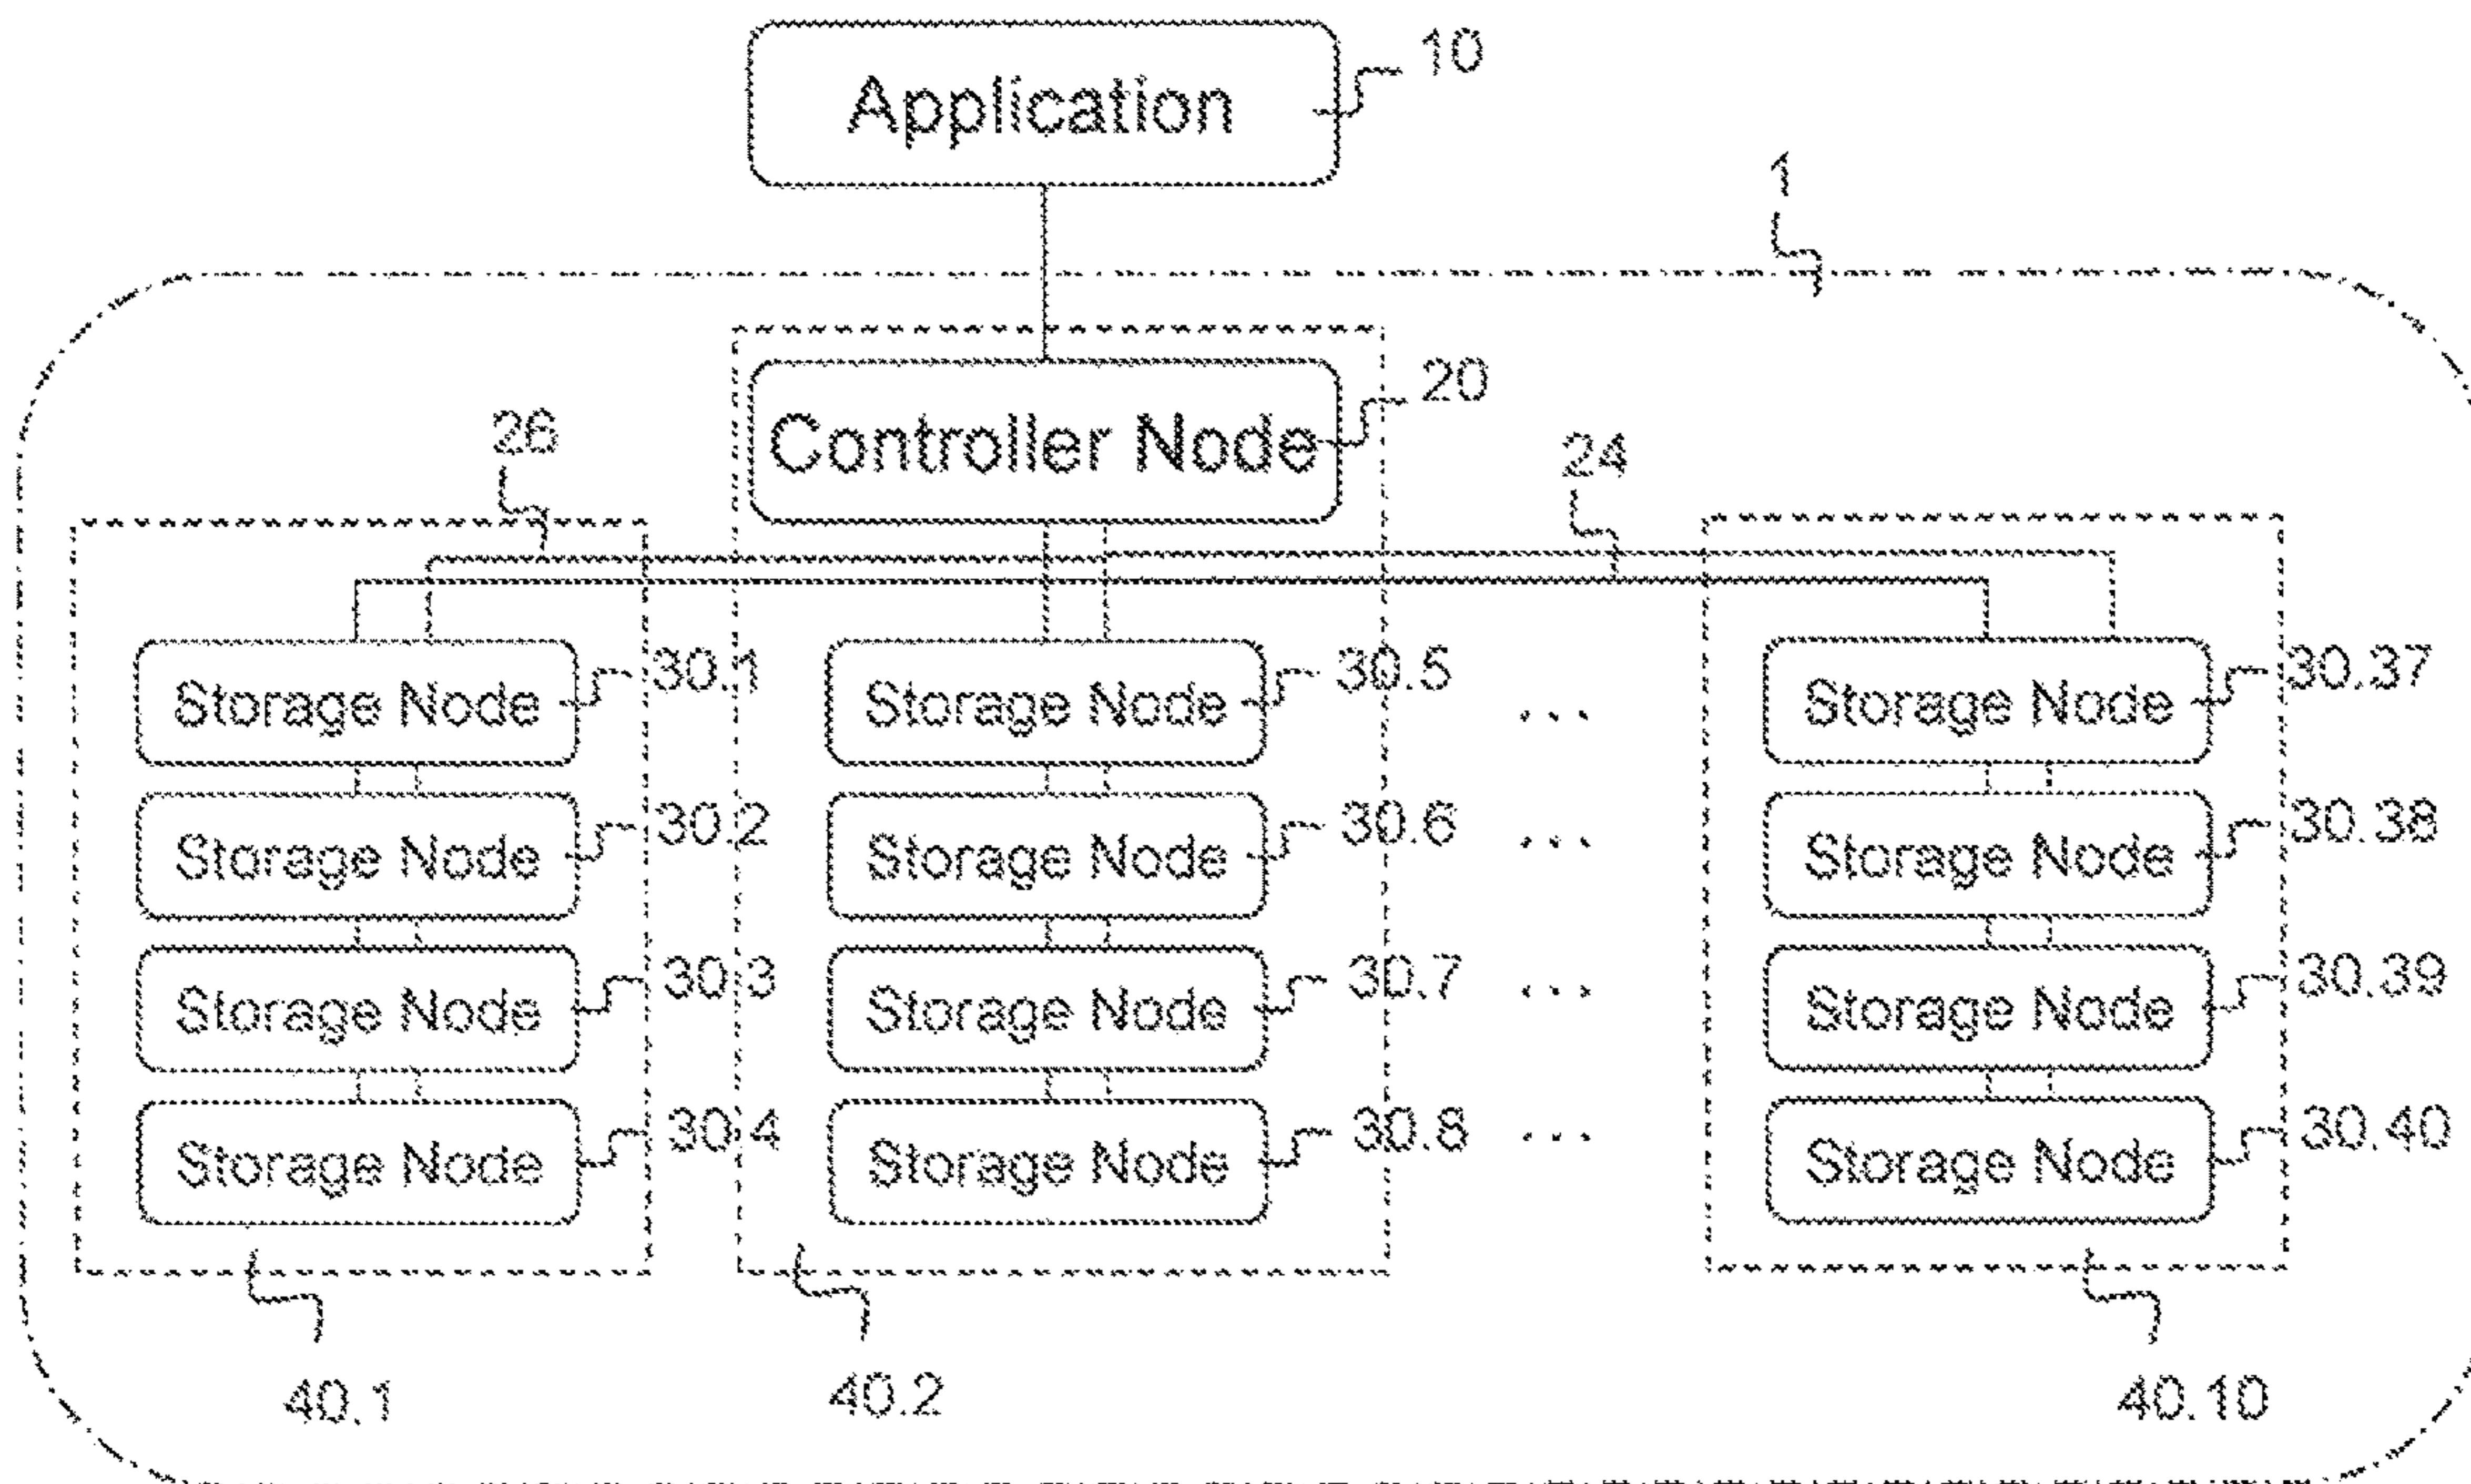 Application 10
1
Controller Node 20
26
24
Storage Node 30.1 Storage Node 30.5 ... Storage Node 30.37
Storage Node 30.2 Storage Node 30.6 ... Storage Node 30.38
Storage Node 30.3 Storage Node 30.7 ... Storage Node 30.39
Storage Node 30.4 Storage Node 30.8 ... Storage Node 30.40
40.1 40.2 40.10